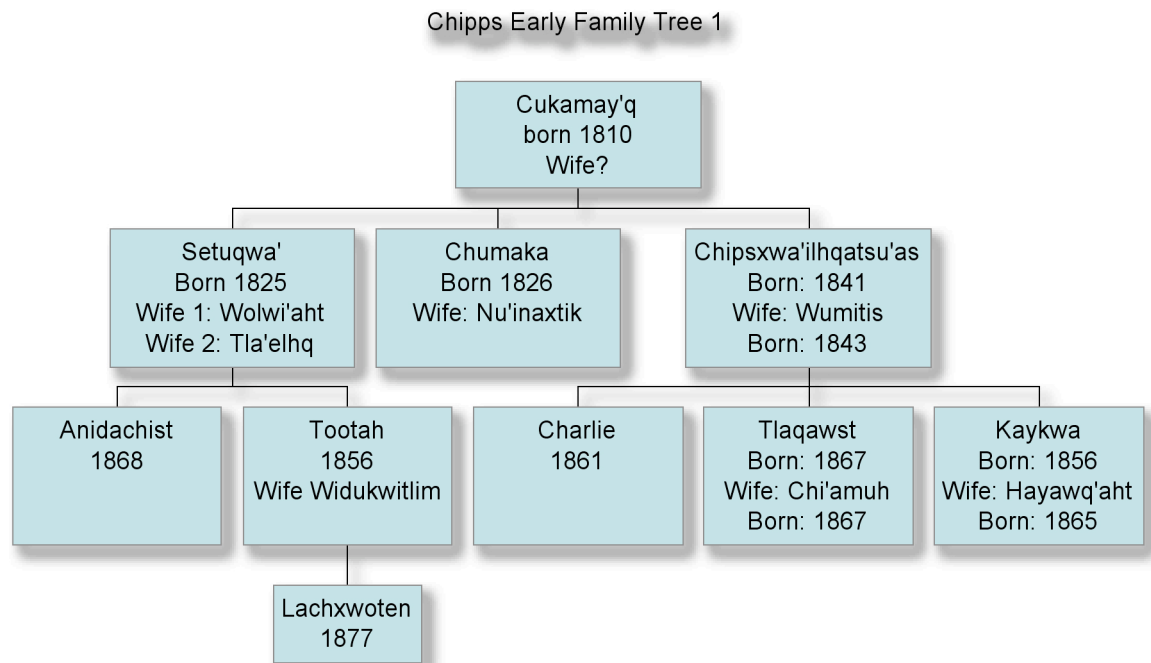 Chipps Early Family Tree 1
Cukamay'q
born 1810
Wife?
Setuqwa'
Born 1825
Wife 1: Wolwi'aht
Wife 2: Tla'elhq
Chumaka
Born 1826
Wife: Nu'inaxtik
Chipsxwa'ilhqatsu'as
Born: 1841
Wife: Wumitis
Born: 1843
Anidachist
1868
Tootah
1856
Wife Widukwitlim
Charlie
1861
Tlaqawst
Born: 1867
Wife: Chi'amuh
Born: 1867
Kaykwa
Born: 1856
Wife: Hayawq'aht
Born: 1865
Lachxwoten
1877